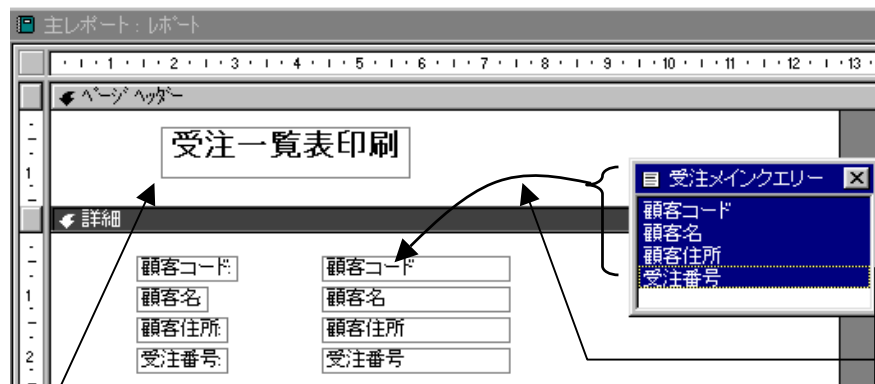 主レポート : レポート
1 2 3 4 5 6 7 8 9 10 11 12 13
ページ ヘッダー
受注一覧表印刷
1
受注メインクエリー
顧客コード
顧客名
顧客住所
受注番号
詳細
顧客コード: 顧客コード
顧客名: 顧客名
1
顧客住所: 顧客住所
受注番号: 受注番号
2